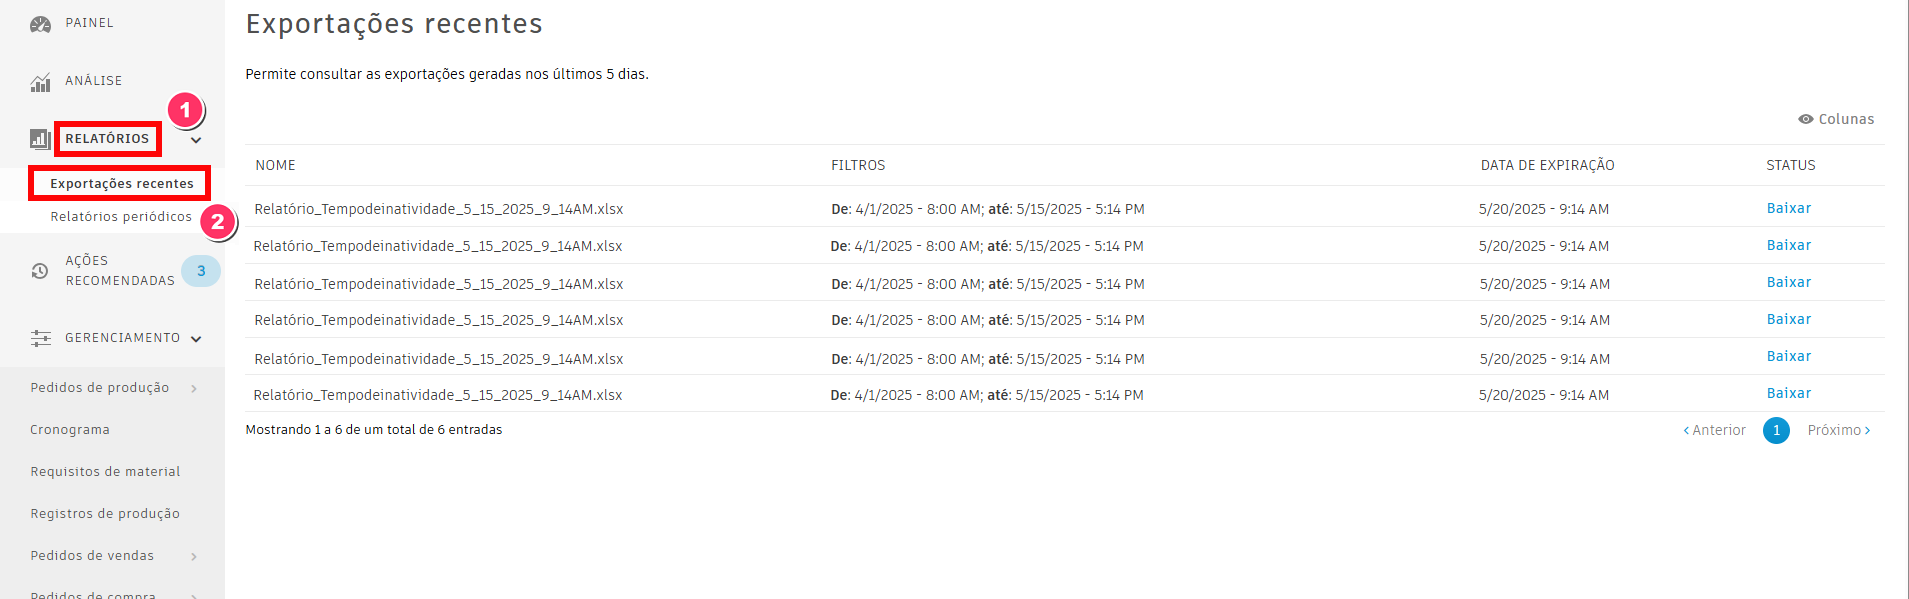 PAINEL
ANÁLISE
1
RELATÓRIOS
Exportações recentes
Relatórios periódicos
2
AÇÕES
RECOMENDADAS 3
GERENCIAMENTO
Pedidos de produção
Cronograma
Requisitos de material
Registros de produção
Pedidos de vendas
Pedidos de compra
Exportações recentes
Permite consultar as exportações geradas nos últimos 5 dias.
Colunas
NOME FILTROS DATA DE EXPIRAÇÃO STATUS
Relatório_Tempodeinatividade_5_15_2025_9_14AM.xlsx De: 4/1/2025 - 8:00 AM; até: 5/15/2025 - 5:14 PM 5/20/2025 - 9:14 AM Baixar
Relatório_Tempodeinatividade_5_15_2025_9_14AM.xlsx De: 4/1/2025 - 8:00 AM; até: 5/15/2025 - 5:14 PM 5/20/2025 - 9:14 AM Baixar
Relatório_Tempodeinatividade_5_15_2025_9_14AM.xlsx De: 4/1/2025 - 8:00 AM; até: 5/15/2025 - 5:14 PM 5/20/2025 - 9:14 AM Baixar
Relatório_Tempodeinatividade_5_15_2025_9_14AM.xlsx De: 4/1/2025 - 8:00 AM; até: 5/15/2025 - 5:14 PM 5/20/2025 - 9:14 AM Baixar
Relatório_Tempodeinatividade_5_15_2025_9_14AM.xlsx De: 4/1/2025 - 8:00 AM; até: 5/15/2025 - 5:14 PM 5/20/2025 - 9:14 AM Baixar
Relatório_Tempodeinatividade_5_15_2025_9_14AM.xlsx De: 4/1/2025 - 8:00 AM; até: 5/15/2025 - 5:14 PM 5/20/2025 - 9:14 AM Baixar
Mostrando 1 a 6 de um total de 6 entradas ‹ Anterior 1 Próximo ›